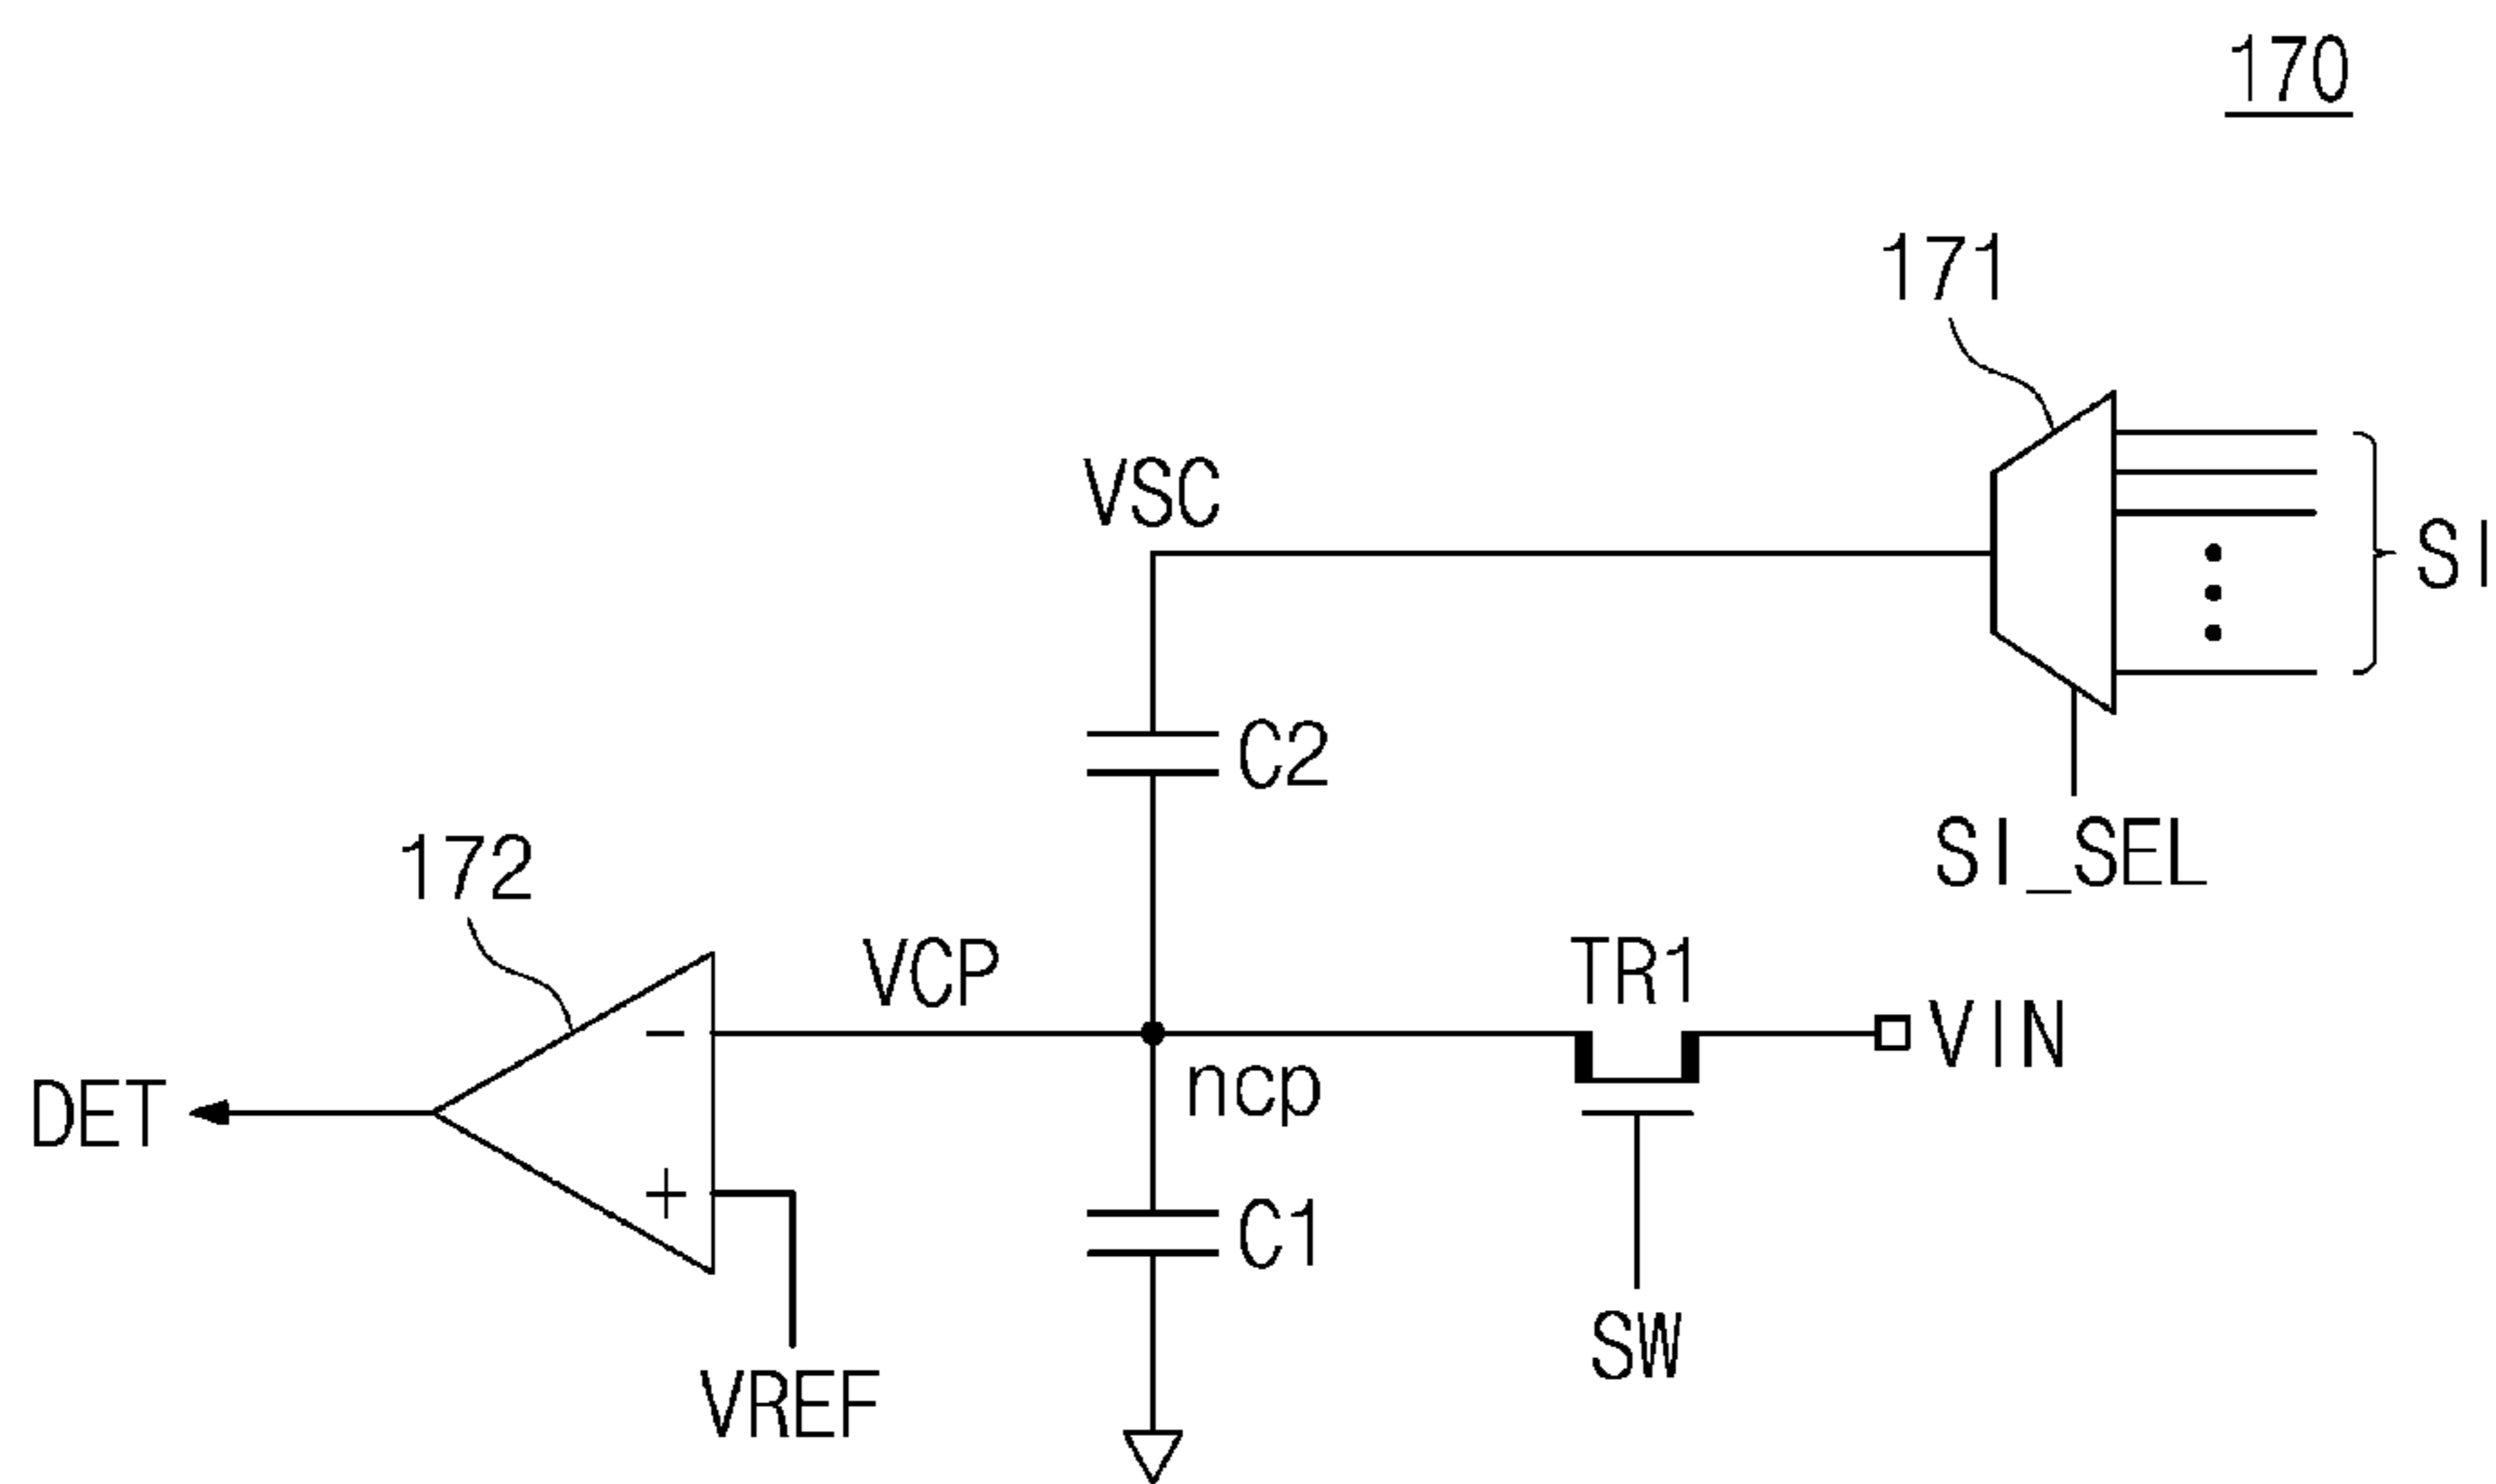 170
171
VSC
SI
C2
SI_SEL
172
VCP
TR1
VIN
-
ncp
DET
+
C1
SW
VREF